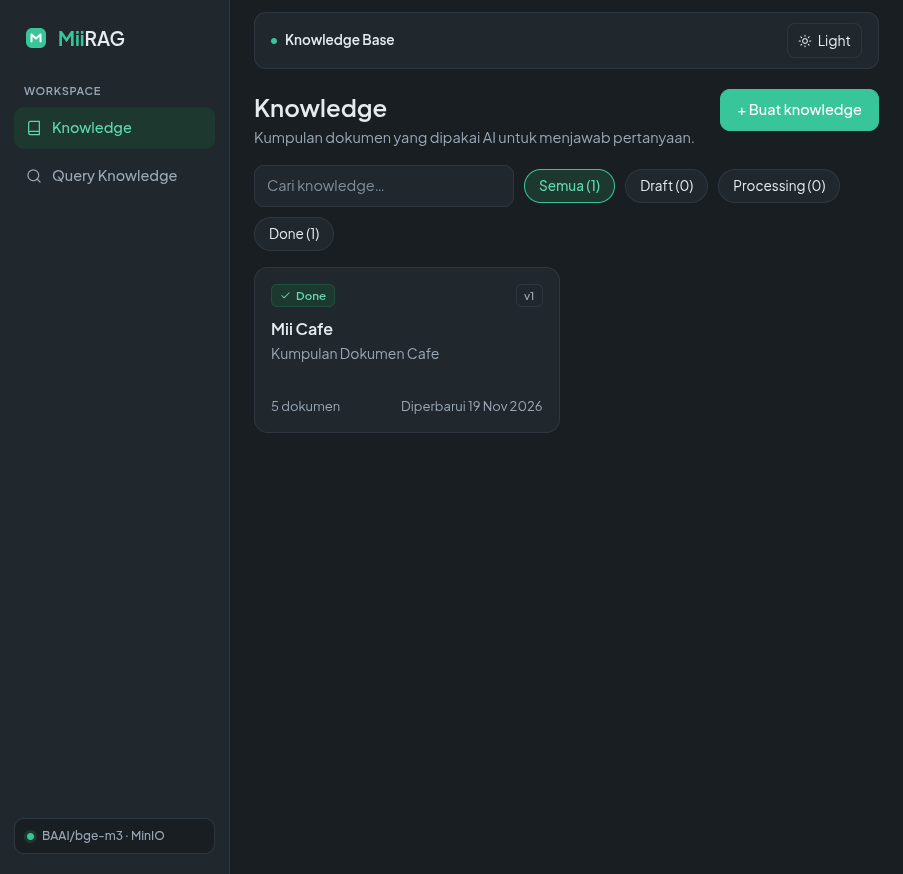 MiiRAG
WORKSPACE
Knowledge
Query Knowledge
BAAI/bge-m3 · MinIO
Knowledge Base
Light
Knowledge
+ Buat knowledge
Kumpulan dokumen yang dipakai AI untuk menjawab pertanyaan.
Cari knowledge…
Semua (1)
Draft (0)
Processing (0)
Done (1)
Done
v1
Mii Cafe
Kumpulan Dokumen Cafe
5 dokumen
Diperbarui 19 Nov 2026